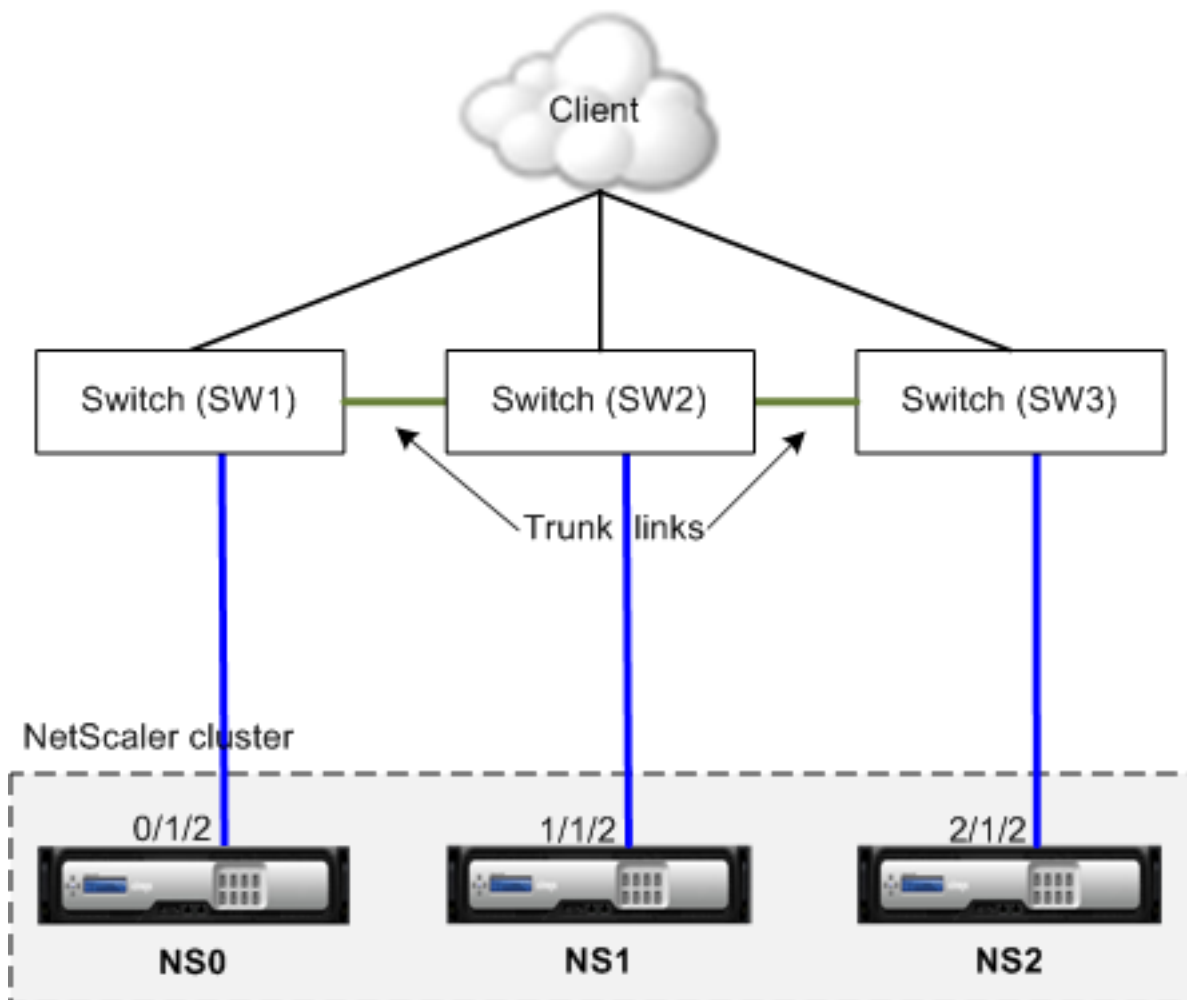 Client
Switch (SW1)
Switch (SW2)
Switch (SW3)
Trunk links
NetScaler cluster
0/1/2
1/1/2
2/1/2
NS0
NS1
NS2